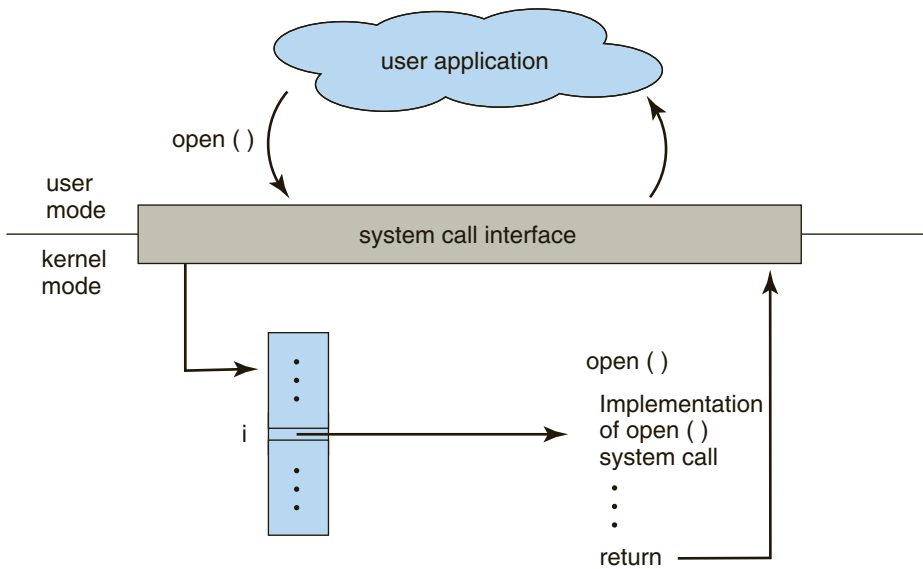 user application
open ( )
user
mode
system call interface
kernel
mode
open ( )
i
Implementation
of open ( )
system call
return